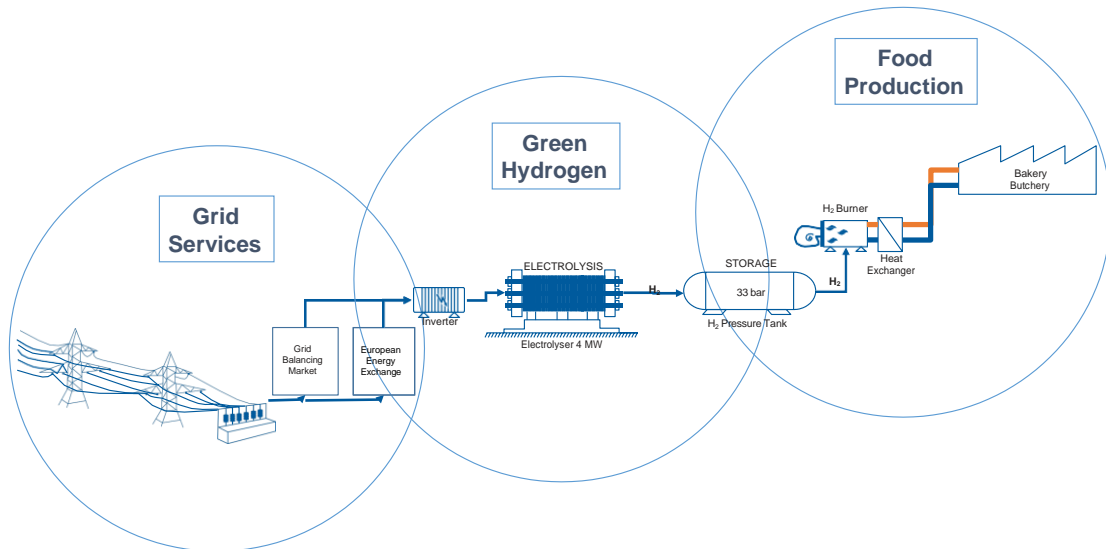 Food
Production
Green
Hydrogen
Grid
Services
Bakery
Butchery
H₂ Burner
Heat
Exchanger
STORAGE
33 bar
H₂ Pressure Tank
H₂
ELECTROLYSIS
H₂
Electrolyser 4 MW
Inverter
Grid
Balancing
Market
European
Energy
Exchange